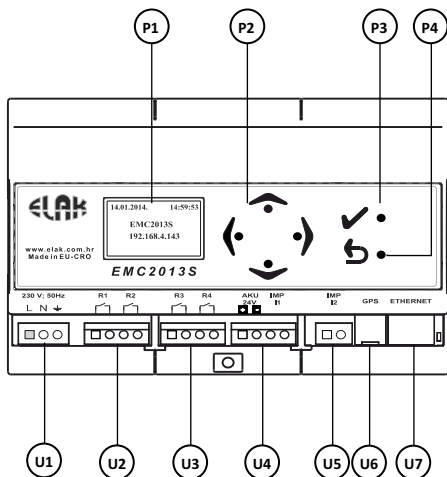 P1 P2 P3 P4
ELAK
14.01.2014. 14:59:53
EMC2013S
192.168.4.143
www.elak.com.hr
Made in EU-CRO
EMC2013S
230 V; 50Hz R1 R2 R3 R4 AKU IMP IMP GPS ETHERNET
L N 24V I1 I2
+ -
U1 U2 U3 U4 U5 U6 U7